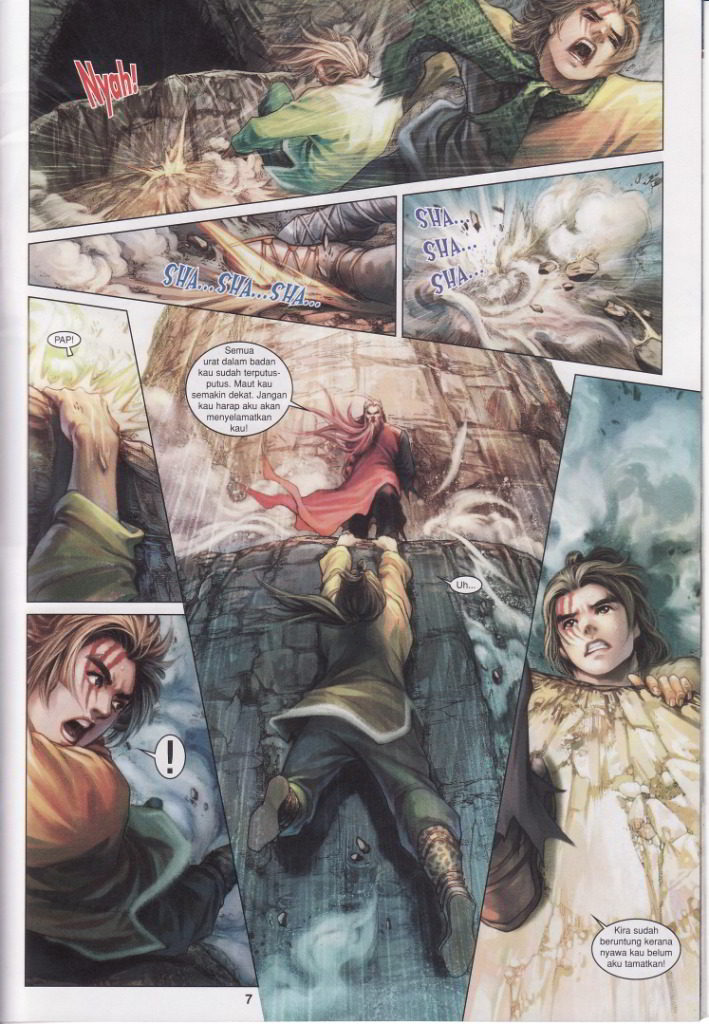 Nyah!
SHA...
SHA...
SHA...
SHA...SHA...SHA...
PAP!
Semua
urat dalam badan
kau sudah terputus-
putus. Maut kau
semakin dekat. Jangan
kau harap aku akan
menyelamatkan
kau!
Uh...
!
Kira sudah
beruntung kerana
nyawa kau belum
aku tamatkan!
7